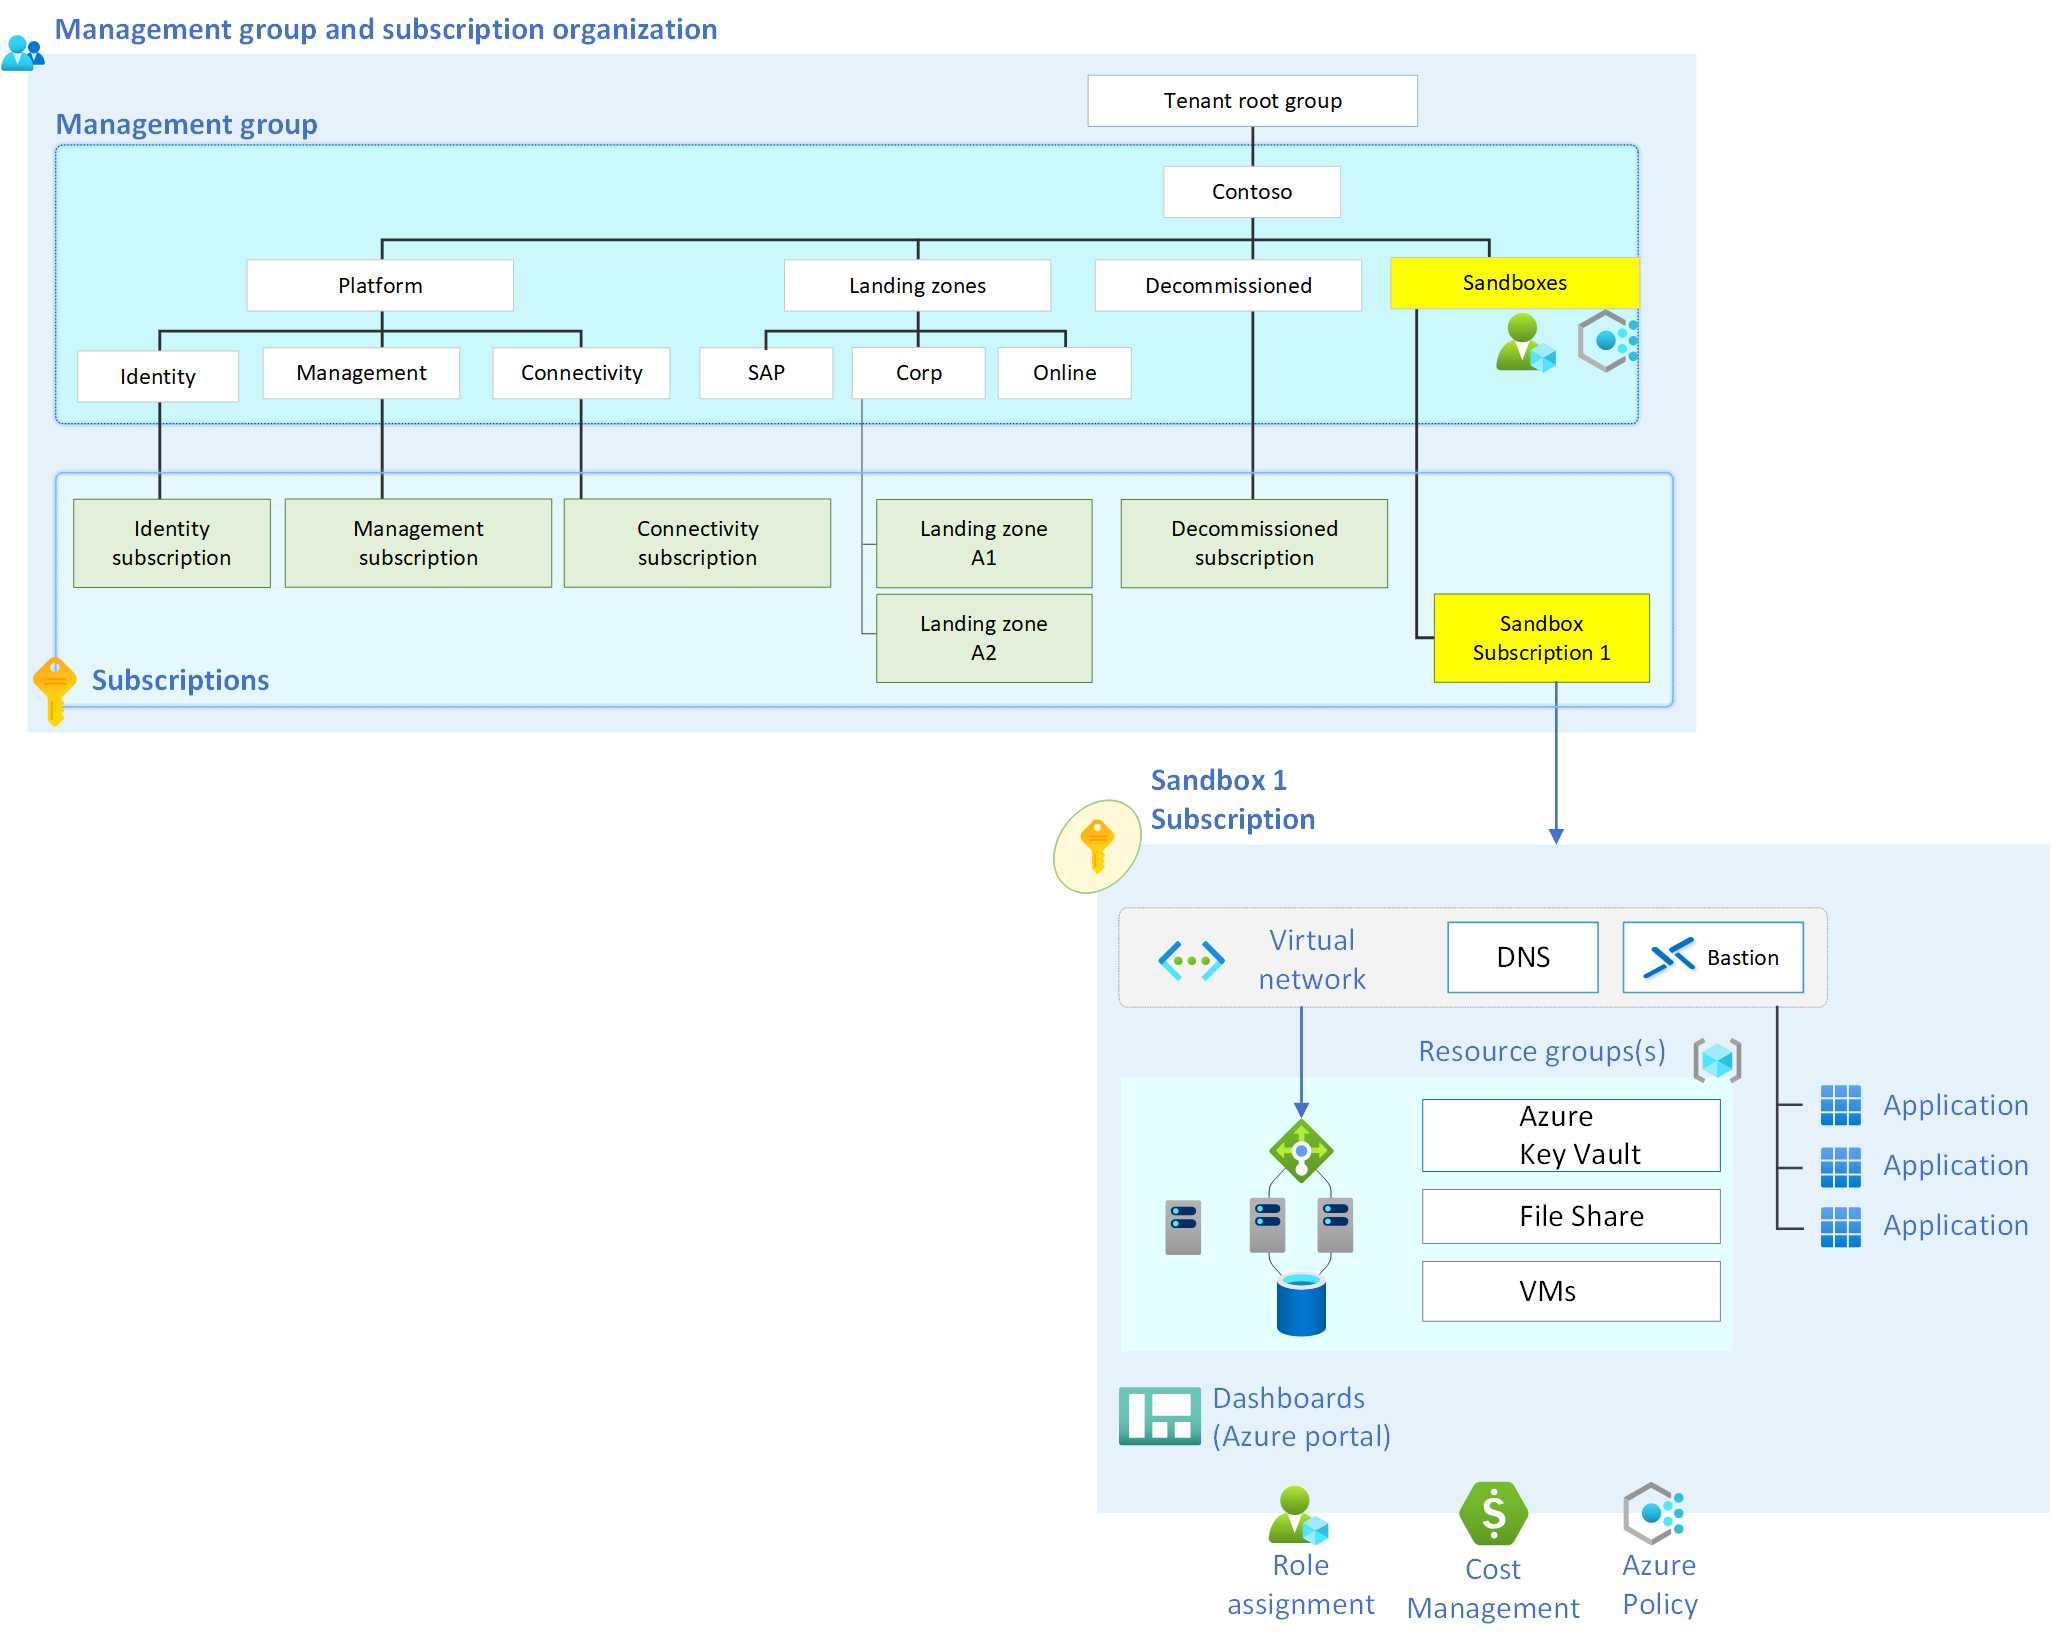 Management group and subscription organization
Tenant root group
Management group
Contoso
Platform
Landing zones
Decommissioned
Sandboxes
Identity
Management
Connectivity
SAP
Corp
Online
Identity
subscription
Management
subscription
Connectivity
subscription
Landing zone
A1
Decommissioned
subscription
Landing zone
A2
Sandbox
Subscription 1
Subscriptions
Sandbox 1
Subscription
Virtual
network
DNS
Bastion
Resource groups(s)
Azure
Key Vault
File Share
VMs
Application
Application
Application
Dashboards
(Azure portal)
Role
assignment
Cost
Management
Azure
Policy